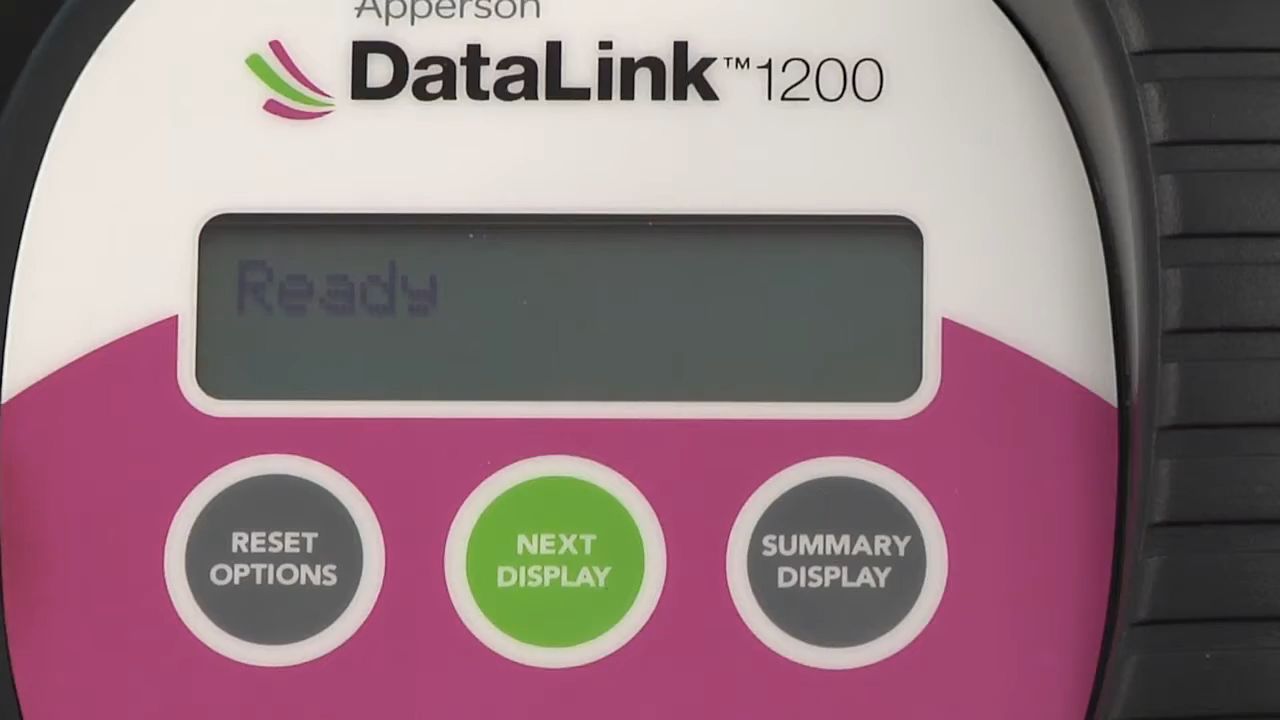 Apperson
DataLink™1200
Ready
RESET
OPTIONS
NEXT
DISPLAY
SUMMARY
DISPLAY